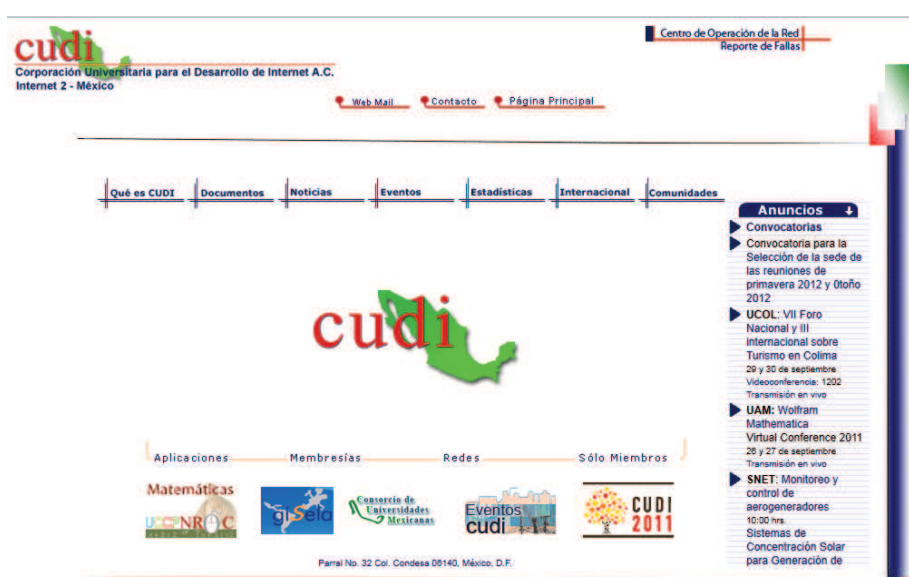 cudi
Corporación Universitaria para el Desarrollo de Internet A.C.
Internet 2 - México
Centro de Operación de la Red
Reporte de Fallas
Web Mail
Contacto
Página Principal
Qué es CUDI
Documentos
Noticias
Eventos
Estadísticas
Internacional
Comunidades
cudi
Anuncios
Convocatorias
Convocatoria para la
Selección de la sede de
las reuniones de
primavera 2012 y 0toño
2012
UCOL: VII Foro
Nacional y III
internacional sobre
Turismo en Colima
29 y 30 de septiembre
Videoconferencia: 1202
Transmisión en vivo
UAM: Wolfram
Mathematica
Virtual Conference 2011
26 y 27 de septiembre
Transmisión en vivo
SNET: Monitoreo y
control de
aerogeneradores
10:00 hrs.
Sistemas de
Concentración Solar
para Generación de
Aplicaciones
Membresías
Redes
Sólo Miembros
Matemáticas
NROC
giSela
Consorcio de
Universidades
Mexicanas
Eventos
cudi
CUDI
2011
Parral No. 32 Col. Condesa 06140, México, D.F.